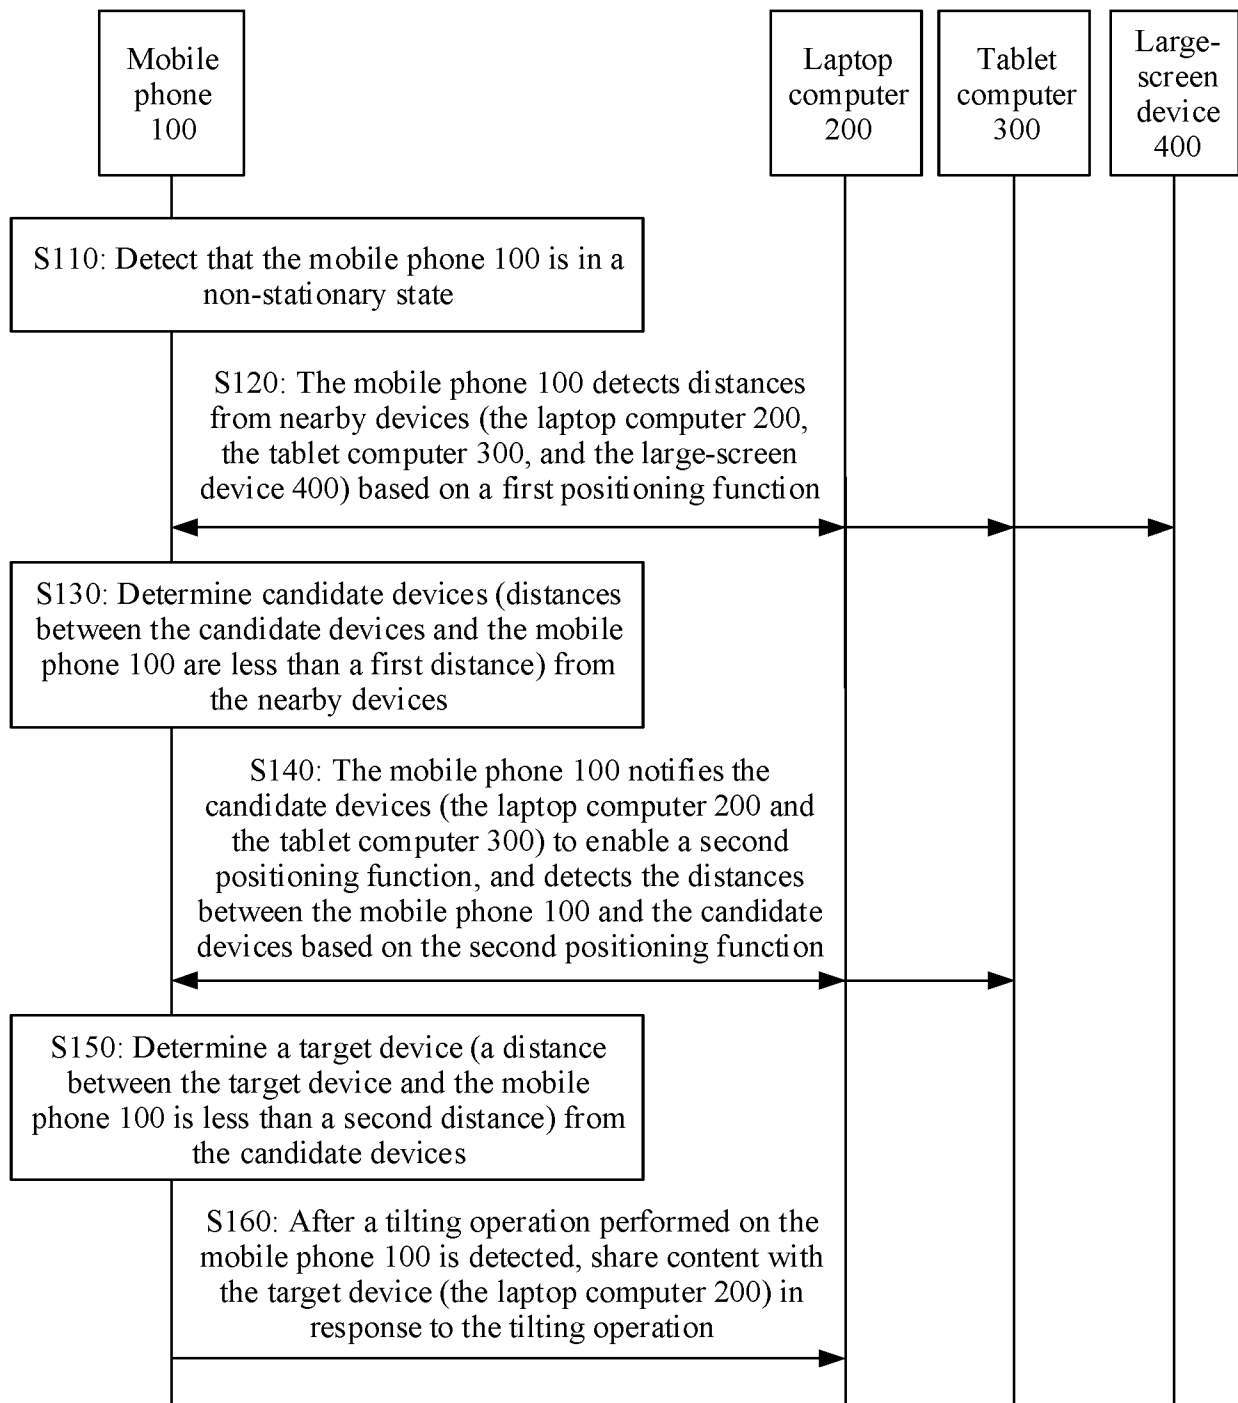 Mobile
phone
100
Laptop
computer
200
Tablet
computer
300
Large-
screen
device
400
S110: Detect that the mobile phone 100 is in a
non-stationary state
S120: The mobile phone 100 detects distances
from nearby devices (the laptop computer 200,
the tablet computer 300, and the large-screen
device 400) based on a first positioning function
S130: Determine candidate devices (distances
between the candidate devices and the mobile
phone 100 are less than a first distance) from
the nearby devices
S140: The mobile phone 100 notifies the
candidate devices (the laptop computer 200 and
the tablet computer 300) to enable a second
positioning function, and detects the distances
between the mobile phone 100 and the candidate
devices based on the second positioning function
S150: Determine a target device (a distance
between the target device and the mobile
phone 100 is less than a second distance) from
the candidate devices
S160: After a tilting operation performed on the
mobile phone 100 is detected, share content with
the target device (the laptop computer 200) in
response to the tilting operation